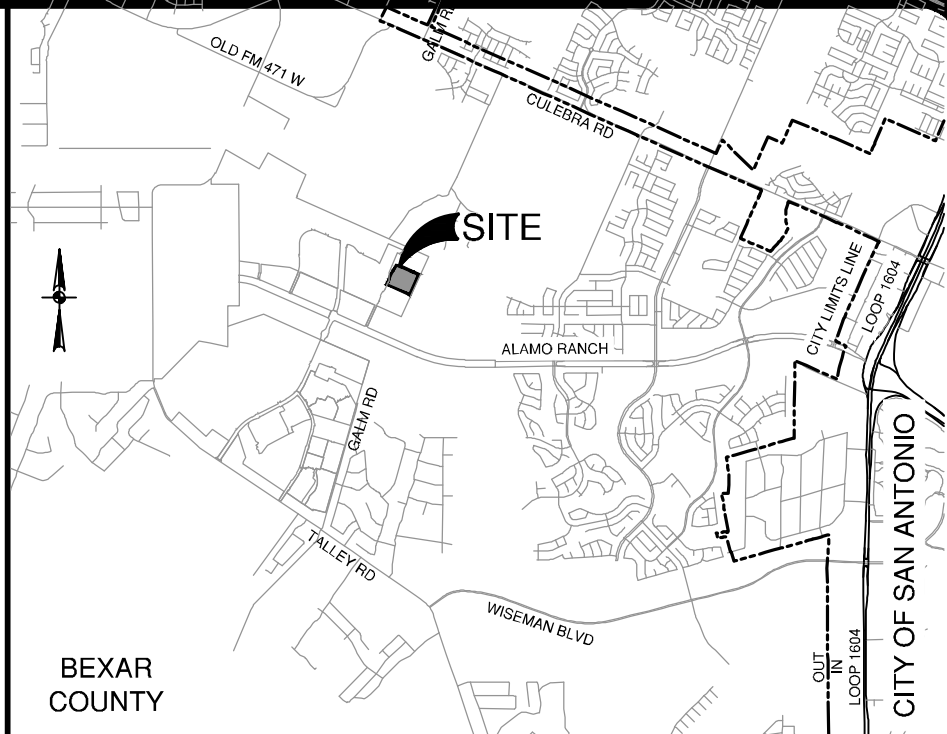 GALM RD
OLD FM 471 W
CULEBRA RD
SITE
CITY LIMITS LINE
LOOP 1604
ALAMO RANCH
GALM RD
CITY OF SAN ANTONIO
TALLEY RD
WISEMAN BLVD
OUT
IN
LOOP 1604
BEXAR
COUNTY